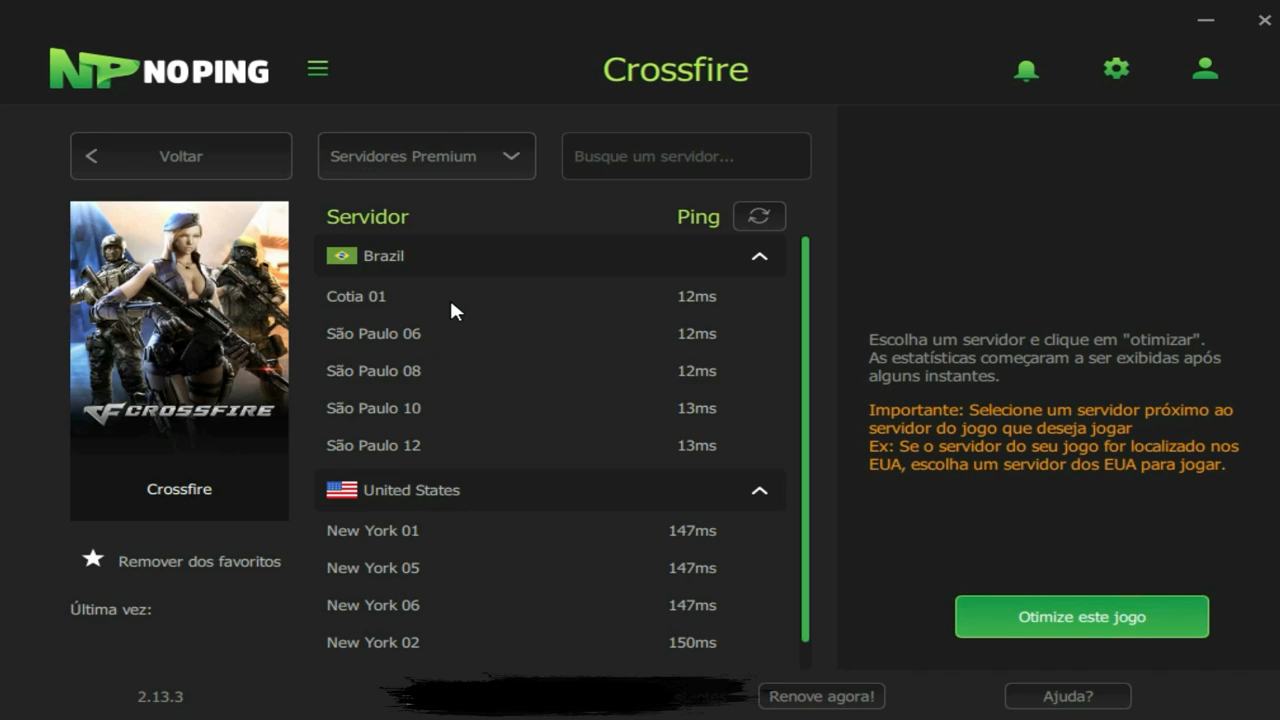 NP NOPING
Crossfire
Voltar
Servidores Premium
Busque um servidor...
Servidor Ping
Brazil
Cotia 01 12ms
São Paulo 06 12ms
São Paulo 08 12ms
São Paulo 10 13ms
São Paulo 12 13ms
United States
New York 01 147ms
New York 05 147ms
New York 06 147ms
New York 02 150ms
CF CROSSFIRE
Crossfire
Remover dos favoritos
Última vez:
Escolha um servidor e clique em "otimizar".
As estatísticas começaram a ser exibidas após
alguns instantes.
Importante: Selecione um servidor próximo ao
servidor do jogo que deseja jogar
Ex: Se o servidor do seu jogo for localizado nos
EUA, escolha um servidor dos EUA para jogar.
Otimize este jogo
2.13.3
Renove agora!
Ajuda?